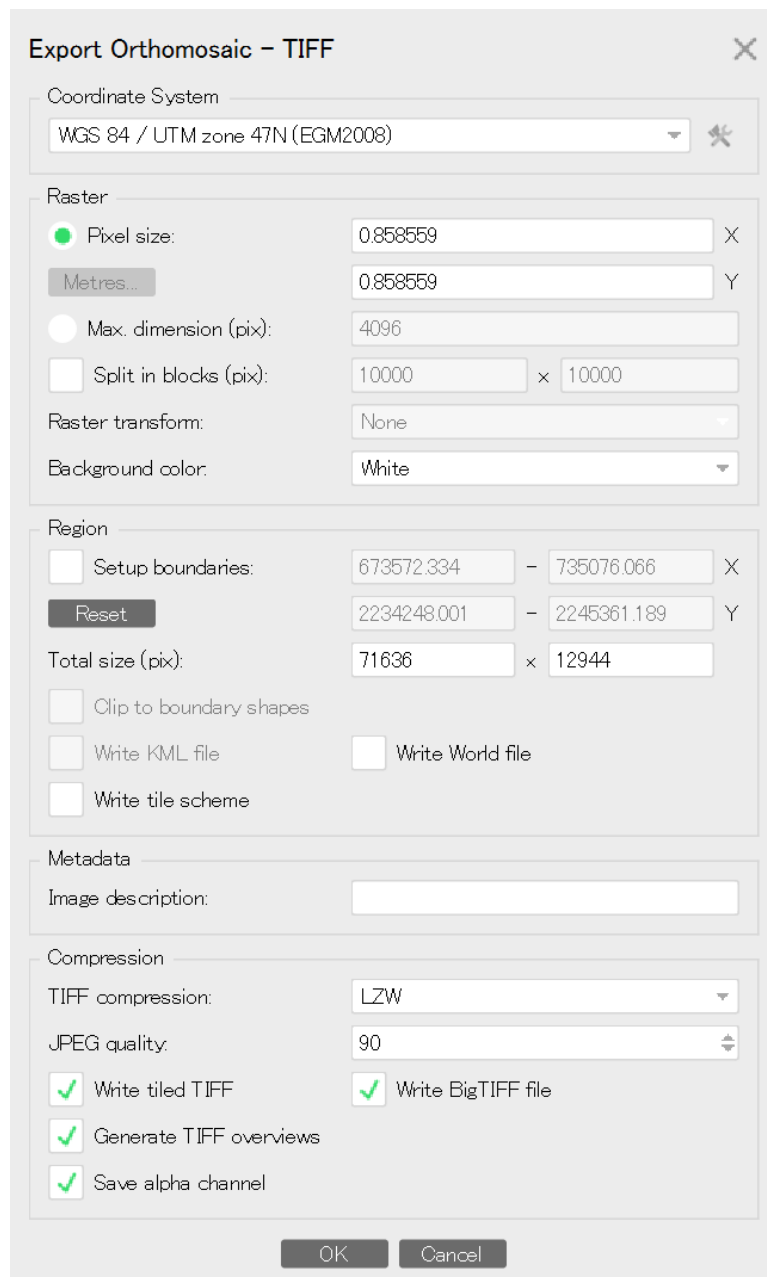 Export Orthomosaic - TIFF
Coordinate System
WGS 84 / UTM zone 47N (EGM2008)
Raster
Pixel size: 0.858559 X
Metres... 0.858559 Y
Max. dimension (pix): 4096
Split in blocks (pix): 10000 x 10000
Raster transform: None
Background color: White
Region
Setup boundaries: 673572.334 - 735076.066 X
Reset 2234248.001 - 2245361.189 Y
Total size (pix): 71636 x 12944
Clip to boundary shapes
Write KML file Write World file
Write tile scheme
Metadata
Image description:
Compression
TIFF compression: LZW
JPEG quality: 90
Write tiled TIFF Write BigTIFF file
Generate TIFF overviews
Save alpha channel
OK Cancel